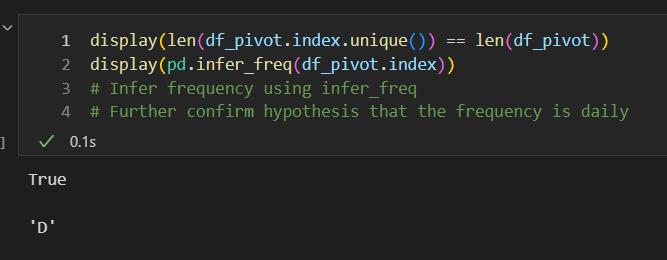 1 display(len(df_pivot.index.unique()) == len(df_pivot))
2 display(pd.infer_freq(df_pivot.index))
3 # Infer frequency using infer_freq
4 # Further confirm hypothesis that the frequency is daily
] ✓ 0.1s
True
'D'